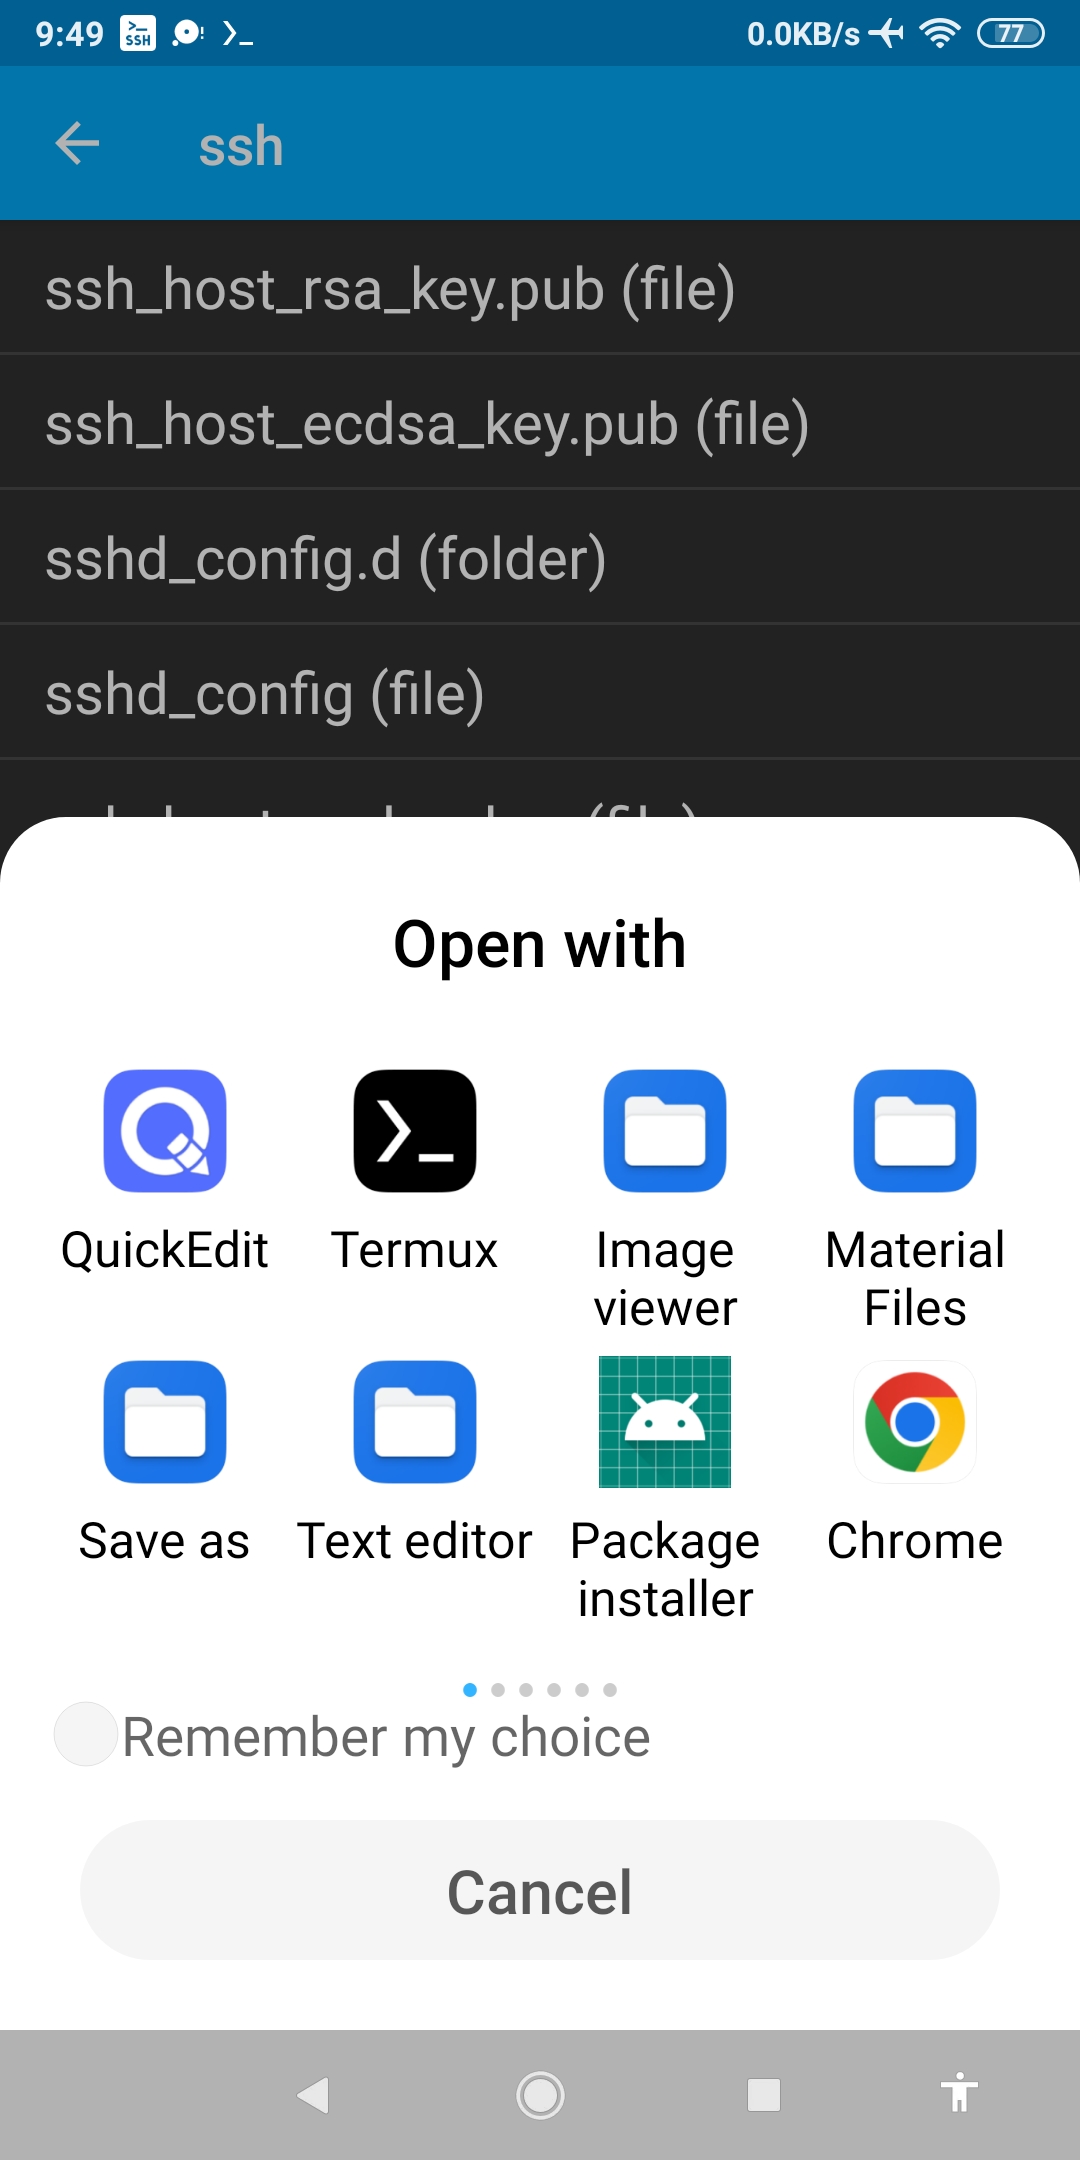 9:49 SSH 0.0KB/s 77
ssh
ssh_host_rsa_key.pub (file)
ssh_host_ecdsa_key.pub (file)
sshd_config.d (folder)
sshd_config (file)
Open with
QuickEdit
Termux
Image
viewer
Material
Files
Save as
Text editor
Package
installer
Chrome
Remember my choice
Cancel